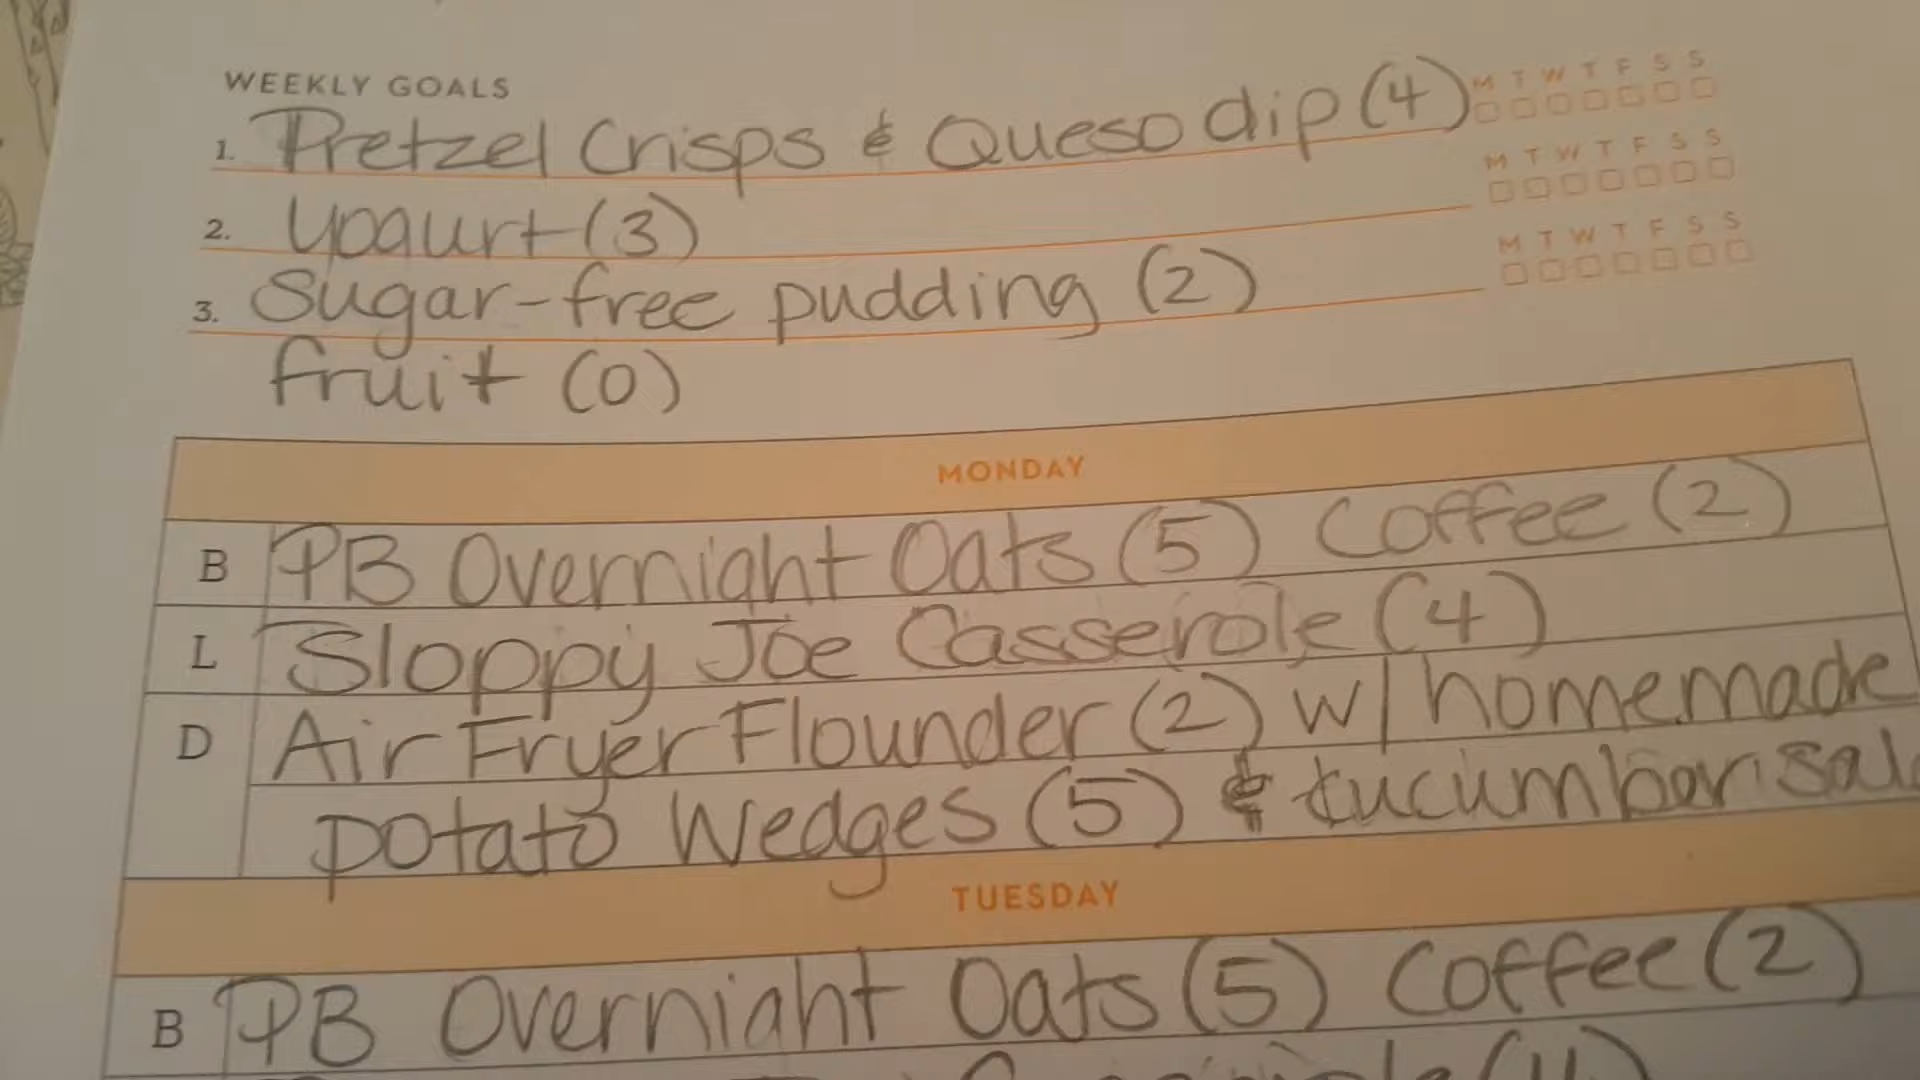 WEEKLY GOALS
M T W T F S S
1. Pretzel Crisps & Queso dip (4)
M T W T F S S
2. Yogurt (3)
M T W T F S S
3. Sugar-free pudding (2)
fruit (0)
MONDAY
B PB Overnight Oats (5) Coffee (2)
L Sloppy Joe Casserole (4)
D Air Fryer Flounder (2) w/ homemade
potato Wedges (5) &
TUESDAY
B PB Overnight Oats (5) Coffee (2)